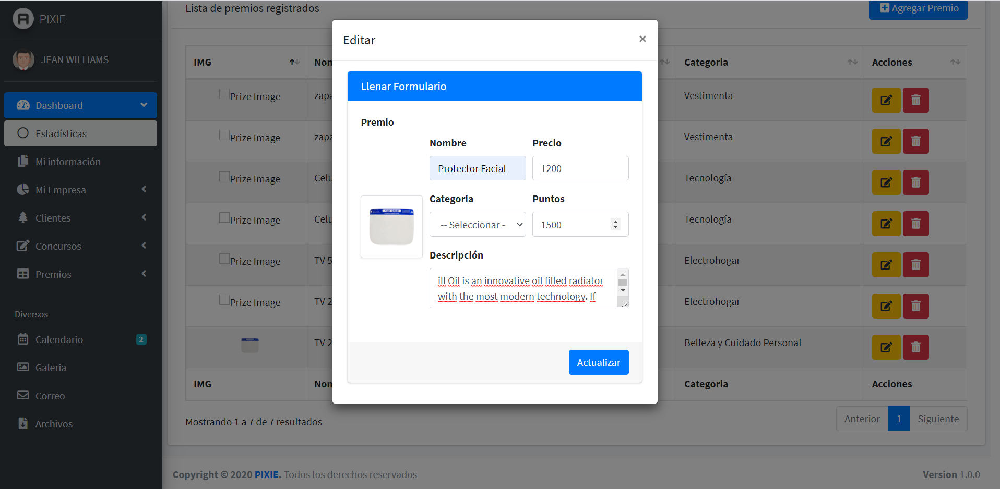 PIXIE
JEAN WILLIAMS
Dashboard
Estadísticas
Mi información
Mi Empresa
Clientes
Concursos
Premios
Diversos
Calendario 2
Galeria
Correo
Archivos
Lista de premios registrados
Agregar Premio
IMG Nom Categoria Acciones
Prize Image zapa Vestimenta
Prize Image zapa Vestimenta
Prize Image Celu Tecnología
Prize Image Celu Tecnología
Prize Image TV 5 Electrohogar
Prize Image TV 2 Electrohogar
TV 2 Belleza y Cuidado Personal
IMG Nom Categoria Acciones
Mostrando 1 a 7 de 7 resultados
Anterior 1 Siguiente
Copyright © 2020 PIXIE. Todos los derechos reservados
Version 1.0.0
Editar ×
Llenar Formulario
Premio
Nombre Precio
Protector Facial 1200
Categoria Puntos
-- Seleccionar - 1500
Face Shield
Descripción
ill Oil is an innovative oil filled radiator
with the most modern technology. If
Actualizar